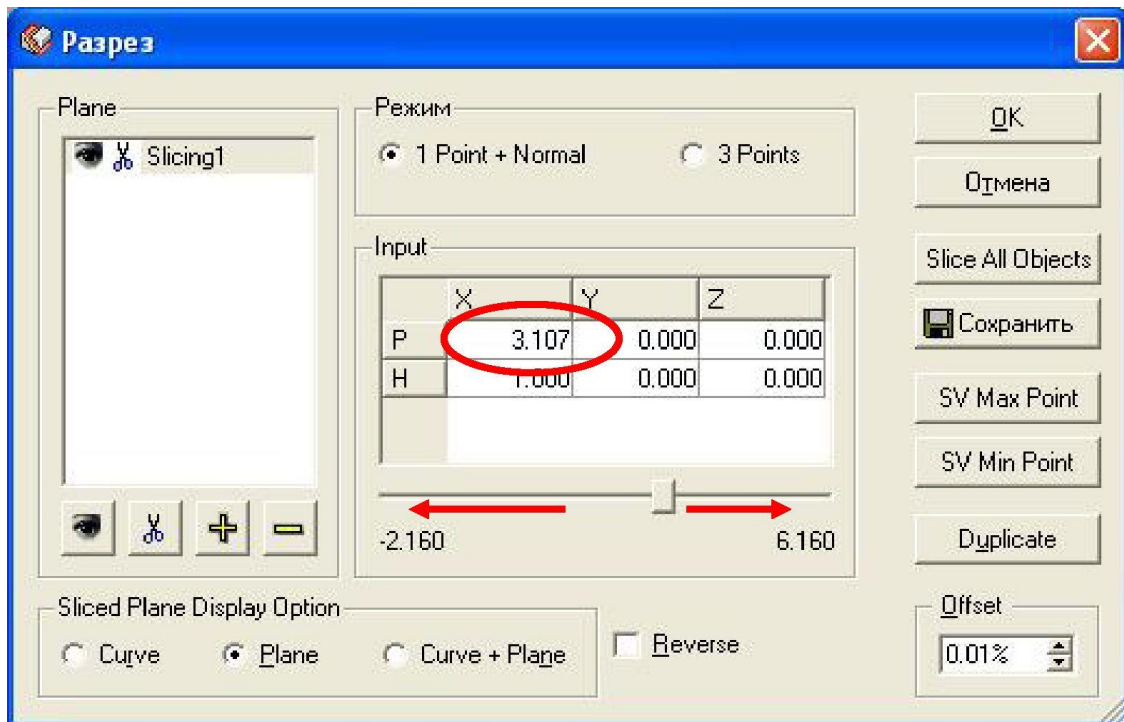 Разрез
Plane
Slicing1
Режим
1 Point + Normal
3 Points
Input
X Y Z
P 3.107 0.000 0.000
H 1.000 0.000 0.000
-2.160 6.160
OK
Отмена
Slice All Objects
Сохранить
SV Max Point
SV Min Point
Duplicate
Sliced Plane Display Option
Curve
Plane
Curve + Plane
Reverse
Offset
0.01%